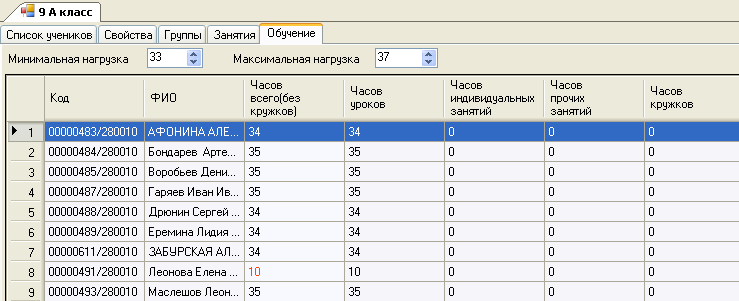 9 А класс
Список учеников Свойства Группы Занятия Обучение
Минимальная нагрузка 33 Максимальная нагрузка 37
Код ФИО Часов всего(без кружков) Часов уроков Часов индивидуальных занятий Часов прочих занятий Часов кружков
1 00000483/280010 АФОНИНА АЛЕ... 34 34 0 0 0
2 00000484/280010 Бондарев Арте... 35 35 0 0 0
3 00000485/280010 Воробьев Дени... 35 35 0 0 0
4 00000487/280010 Гаряев Иван Ив... 35 35 0 0 0
5 00000488/280010 Дрюнин Сергей ... 34 34 0 0 0
6 00000489/280010 Еремина Лидия ... 34 34 0 0 0
7 00000611/280010 ЗАБУРСКАЯ АЛ... 34 34 0 0 0
8 00000491/280010 Леонова Елена ... 10 10 0 0 0
9 00000493/280010 Маслешов Леон... 35 35 0 0 0